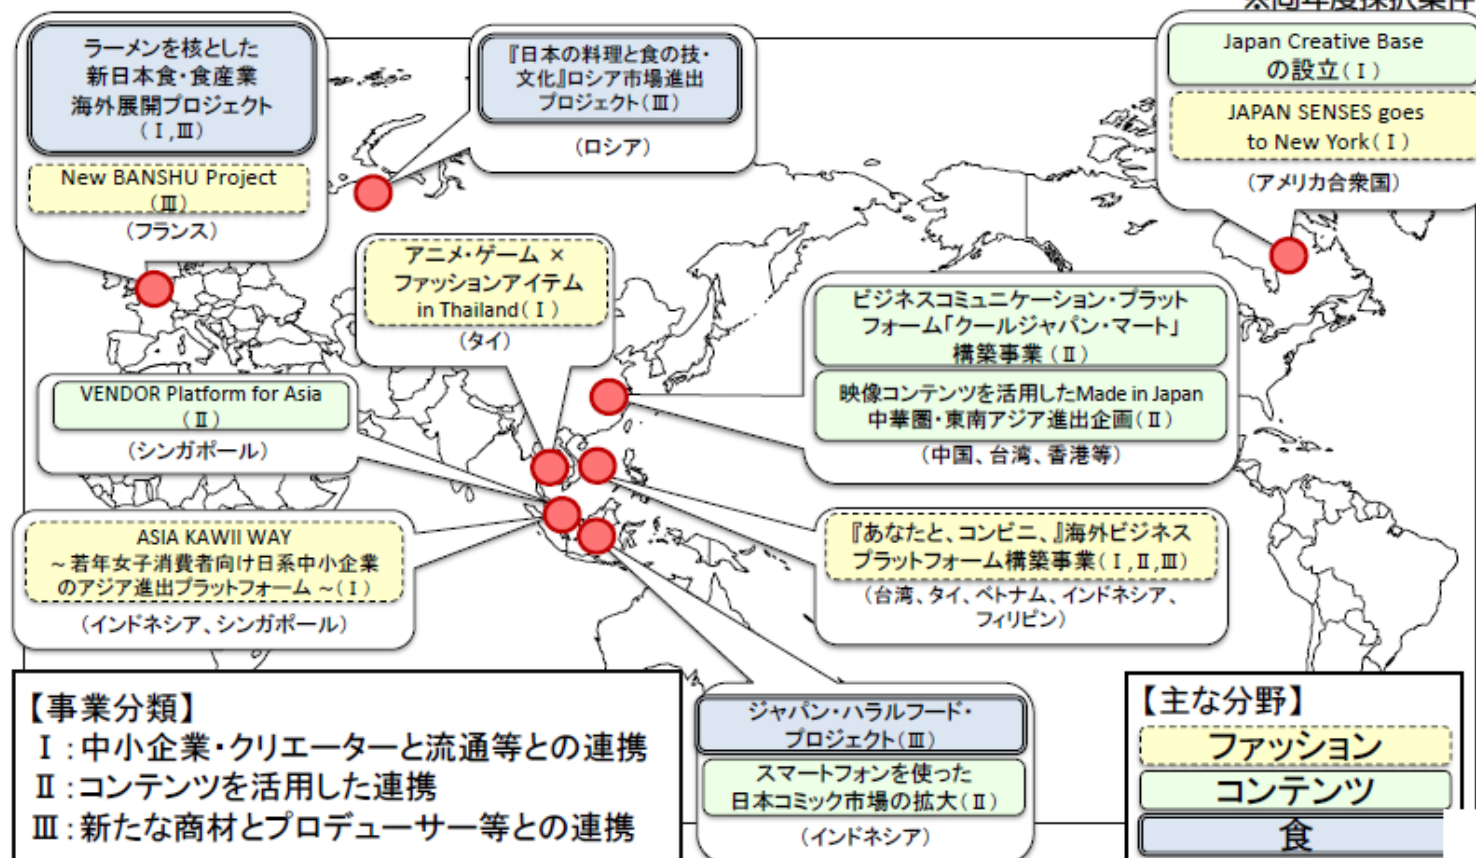 ※同年度採択案件
ラーメンを核とした
新日本食・食産業
海外展開プロジェクト
（Ⅰ,Ⅲ）
New BANSHU Project
（Ⅲ）
（フランス）
『日本の料理と食の技・
文化』ロシア市場進出
プロジェクト（Ⅲ）
（ロシア）
Japan Creative Base
の設立（Ⅰ）
JAPAN SENSES goes
to New York（Ⅰ）
（アメリカ合衆国）
アニメ・ゲーム ×
ファッションアイテム
in Thailand（Ⅰ）
（タイ）
ビジネスコミュニケーション・プラット
フォーム「クールジャパン・マート」
構築事業（Ⅱ）
映像コンテンツを活用したMade in Japan
中華圏・東南アジア進出企画（Ⅱ）
（中国、台湾、香港等）
VENDOR Platform for Asia
（Ⅱ）
（シンガポール）
ASIA KAWII WAY
～若年女子消費者向け日系中小企業
のアジア進出プラットフォーム ～（Ⅰ）
（インドネシア、シンガポール）
『あなたと、コンビニ、』海外ビジネス
プラットフォーム構築事業（Ⅰ,Ⅱ,Ⅲ）
（台湾、タイ、ベトナム、インドネシア、
フィリピン）
ジャパン・ハラルフード・
プロジェクト（Ⅲ）
スマートフォンを使った
日本コミック市場の拡大（Ⅱ）
（インドネシア）
【事業分類】
Ⅰ：中小企業・クリエーターと流通等との連携
Ⅱ：コンテンツを活用した連携
Ⅲ：新たな商材とプロデューサー等との連携
【主な分野】
ファッション
コンテンツ
食